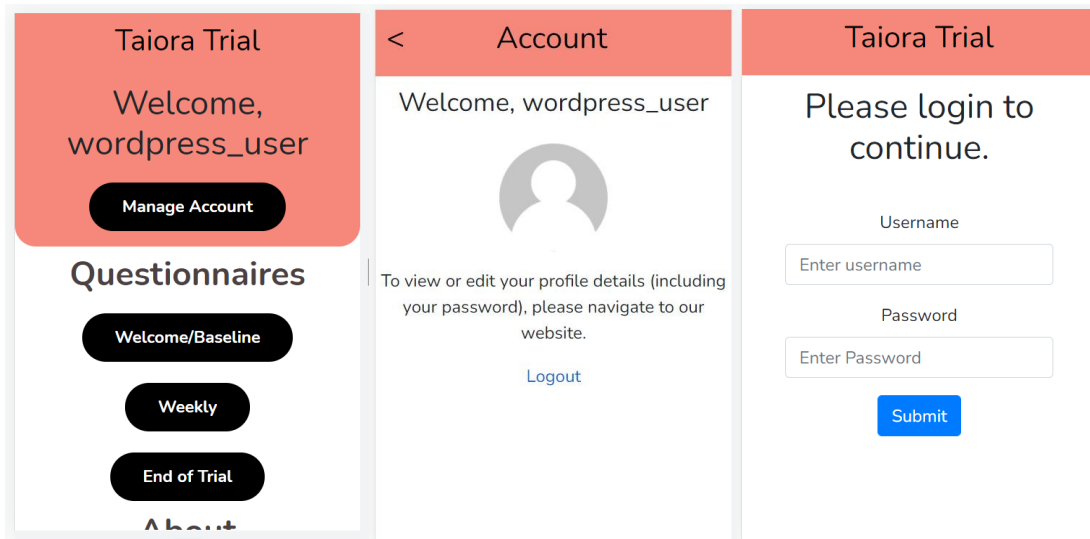 Taiora Trial
Welcome,
wordpress_user
Manage Account
Questionnaires
Welcome/Baseline
Weekly
End of Trial
About
<
Account
Welcome, wordpress_user
To view or edit your profile details (including
your password), please navigate to our
website.
Logout
Taiora Trial
Please login to
continue.
Username
Enter username
Password
Enter Password
Submit